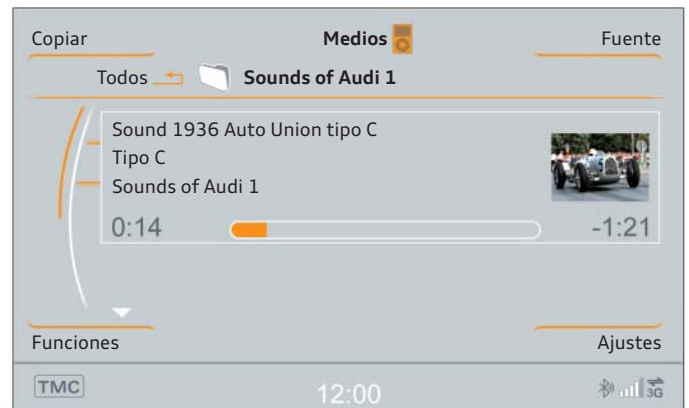 Copiar
Medios
Fuente
Todos
Sounds of Audi 1
Sound 1936 Auto Union tipo C
Tipo C
Sounds of Audi 1
0:14
-1:21
Funciones
Ajustes
TMC
12:00
3G